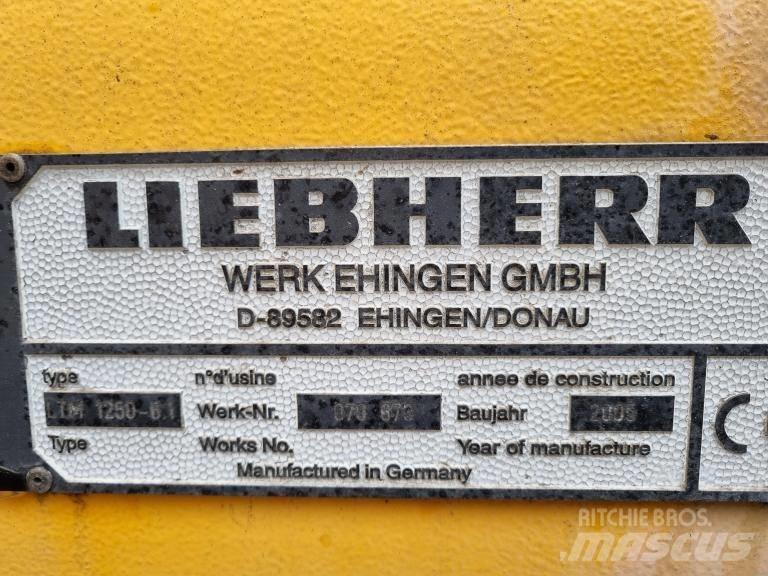 LIEBHERR
WERK EHINGEN GMBH
D-89582 EHINGEN/DONAU
type n°d'usine annee de construction
LTM 1250-6.1 Werk-Nr. 070 Baujahr
Type Works No. Year of manufacture
Manufactured in Germany
RITCHIE BROS.
MASCUS